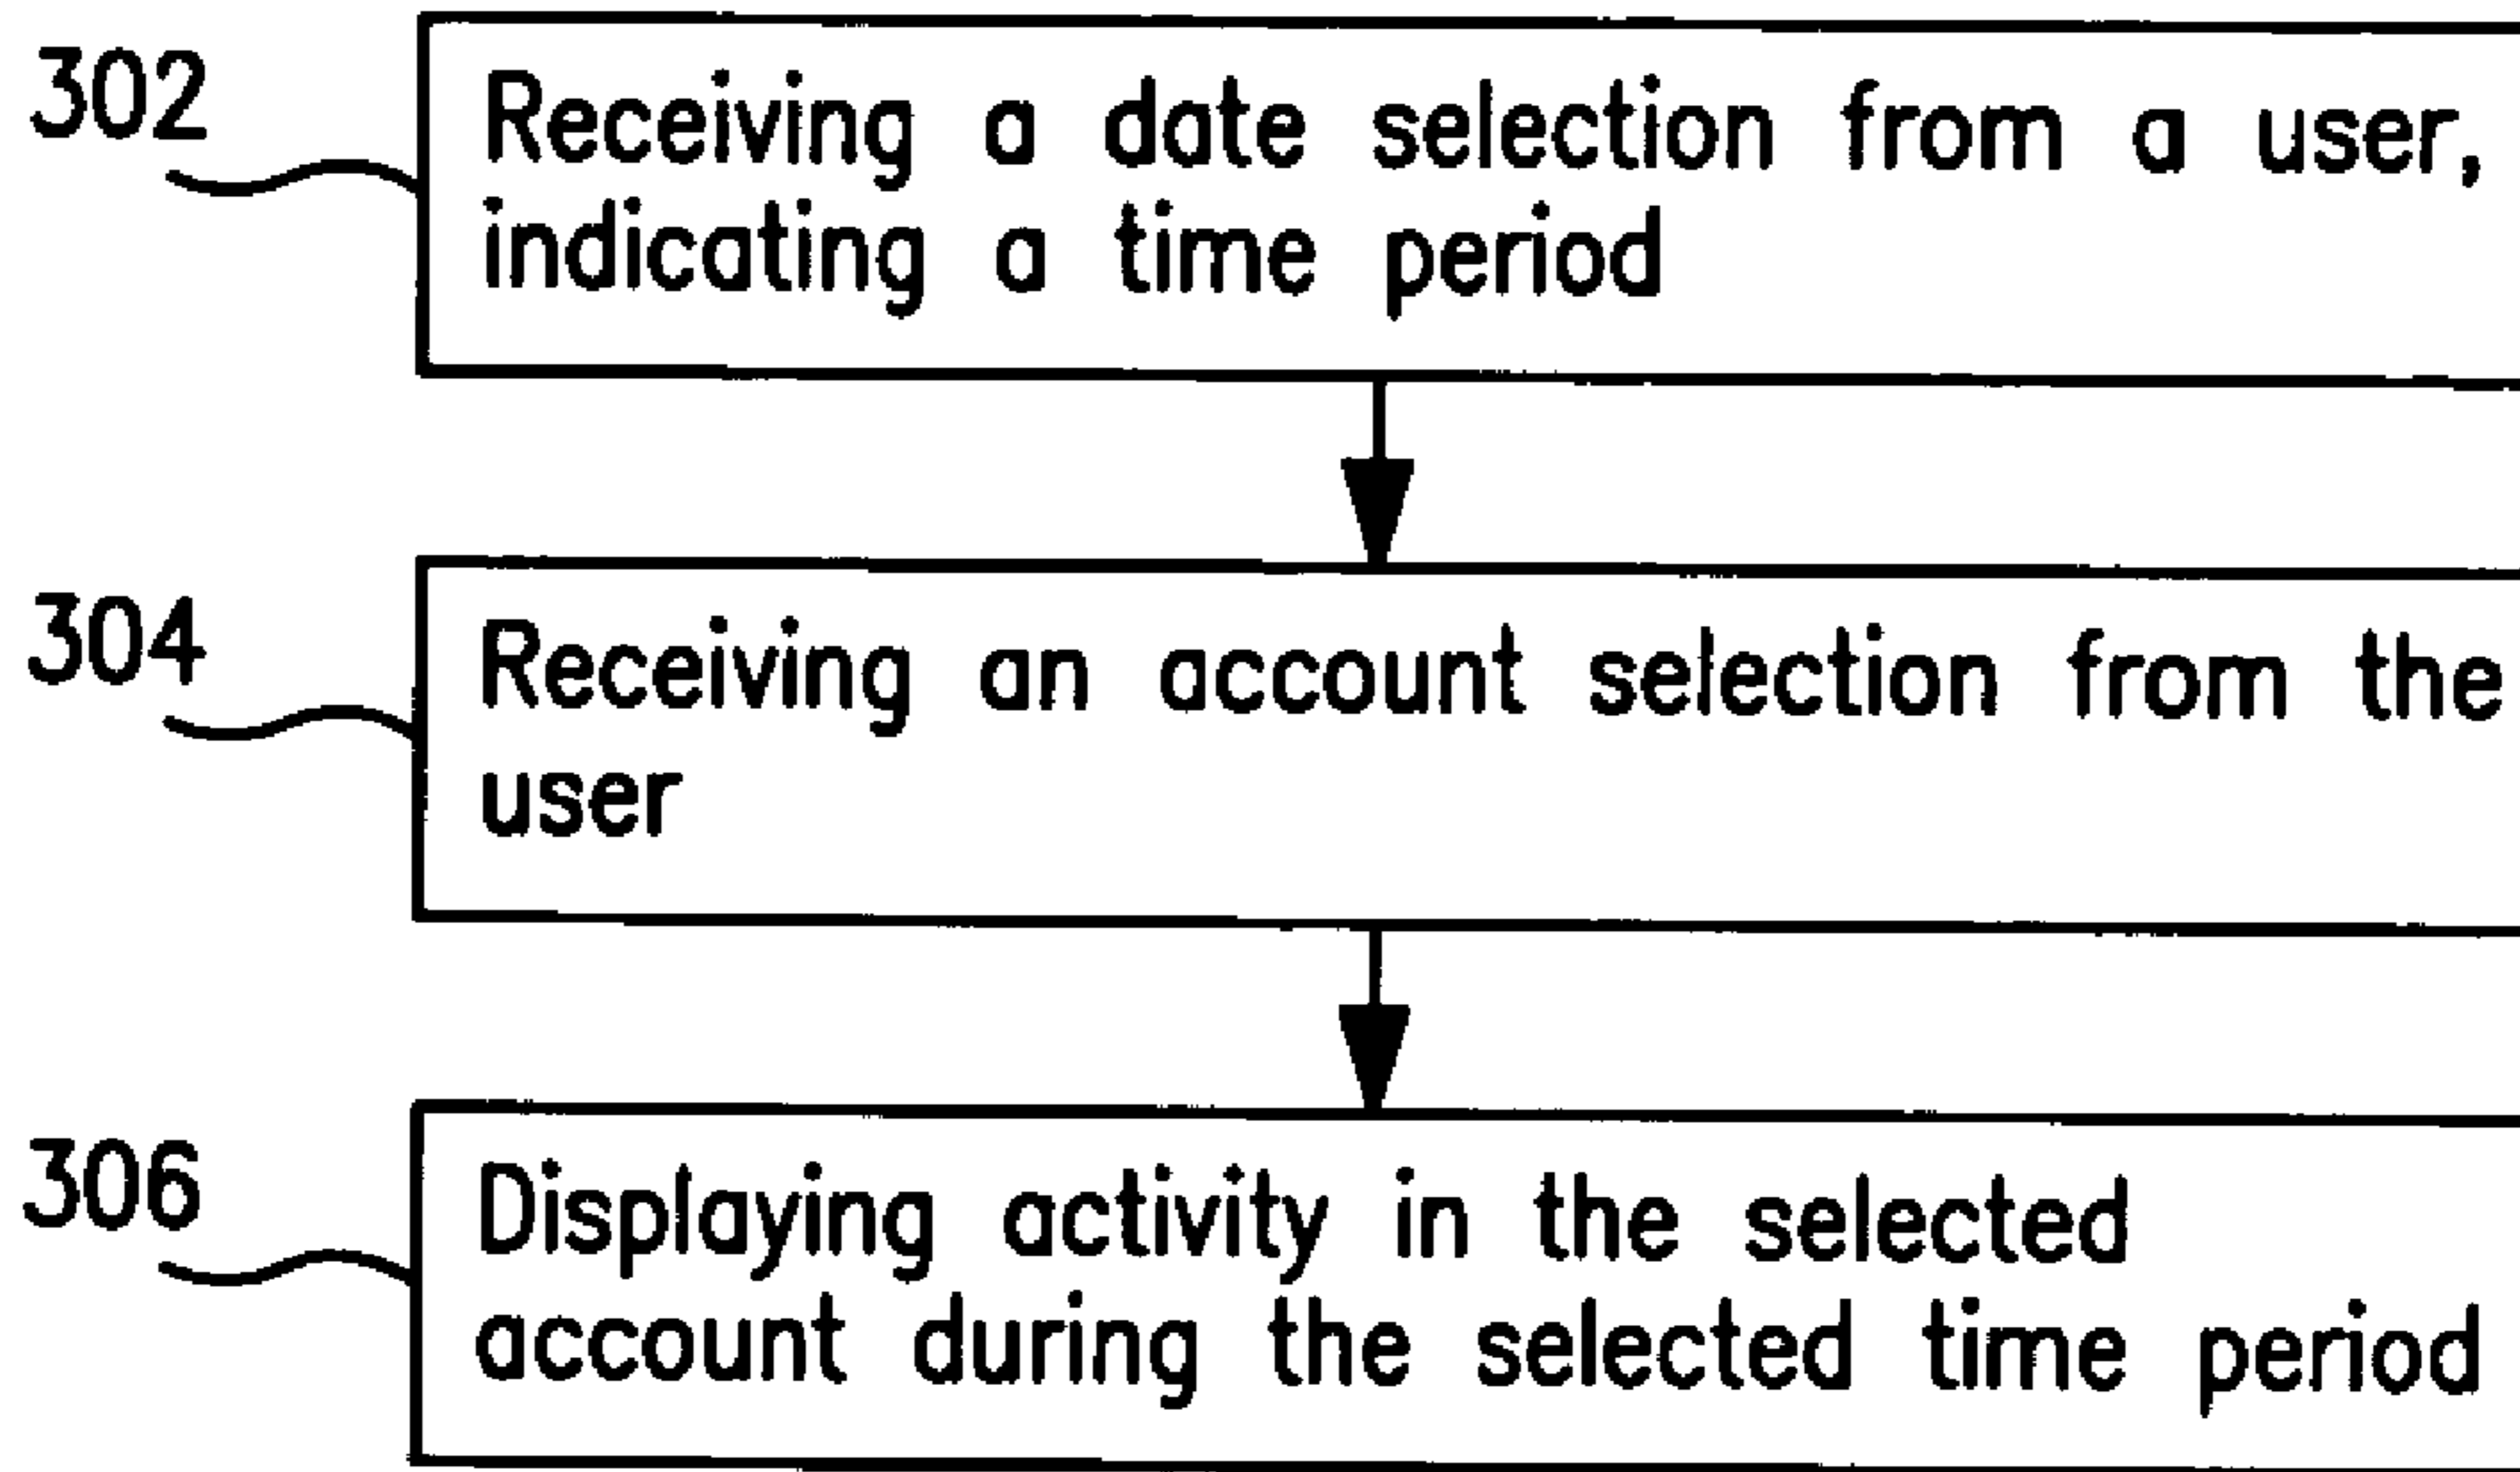 302
Receiving a date selection from a user,
indicating a time period
304
Receiving an account selection from the
user
306
Displaying activity in the selected
account during the selected time period